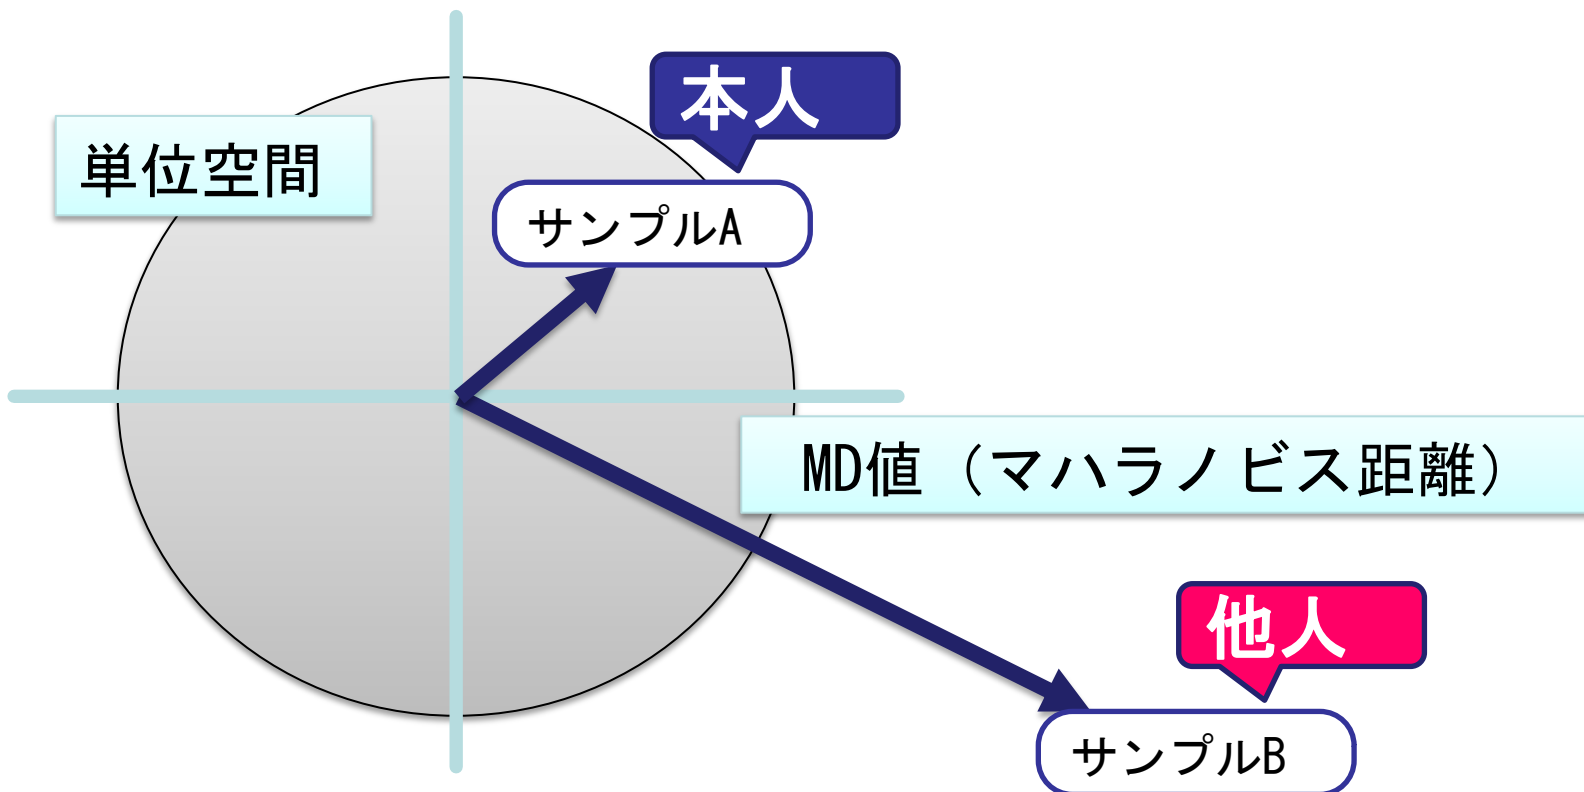 本人
単位空間
サンプルA
MD値（マハラノビス距離）
他人
サンプルB